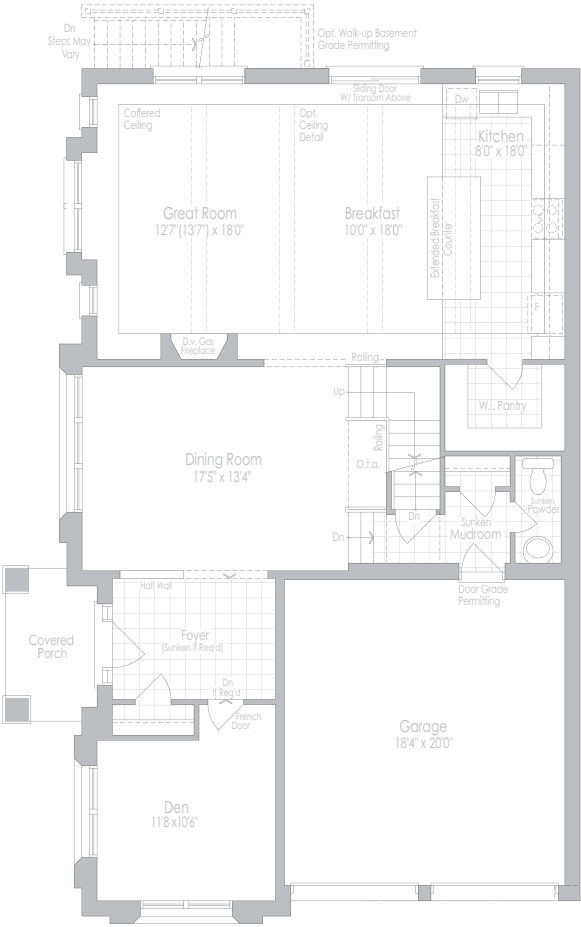 Dn
Steps May
Vary
Opt. Walk-up Basement
Grade Permitting
Sliding Door
W/ Transom Above
Dw
Coffered
Ceiling
Opt.
Ceiling
Detail
Kitchen
8'0" x 18'0"
Great Room
12'7"(13'7") x 18'0"
Breakfast
10'0" x 18'0"
Extended Breakfast
Counter
S
F
D.v. Gas
Fireplace
Railing
Up
W.i. Pantry
Railing
Dining Room
17'5" x 13'4"
O.t.a.
Dn
Sunken
Mudroom
Sunken
Powder
Dn
Half Wall
Door Grade
Permitting
Covered
Porch
Foyer
(Sunken If Req'd)
Dn
If Req'd
French
Door
Garage
18'4" x 20'0"
Den
11'8 x10'6"